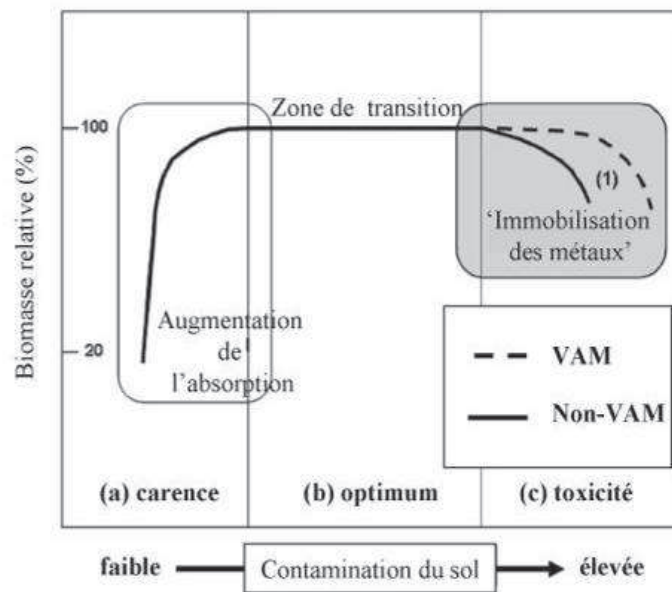 Biomasse relative (%)
100
20
Zone de transition
(1)
'Immobilisation
des métaux'
Augmentation
de
l'absorption
VAM
Non-VAM
(a) carence
(b) optimum
(c) toxicité
faible
Contamination du sol
élevée